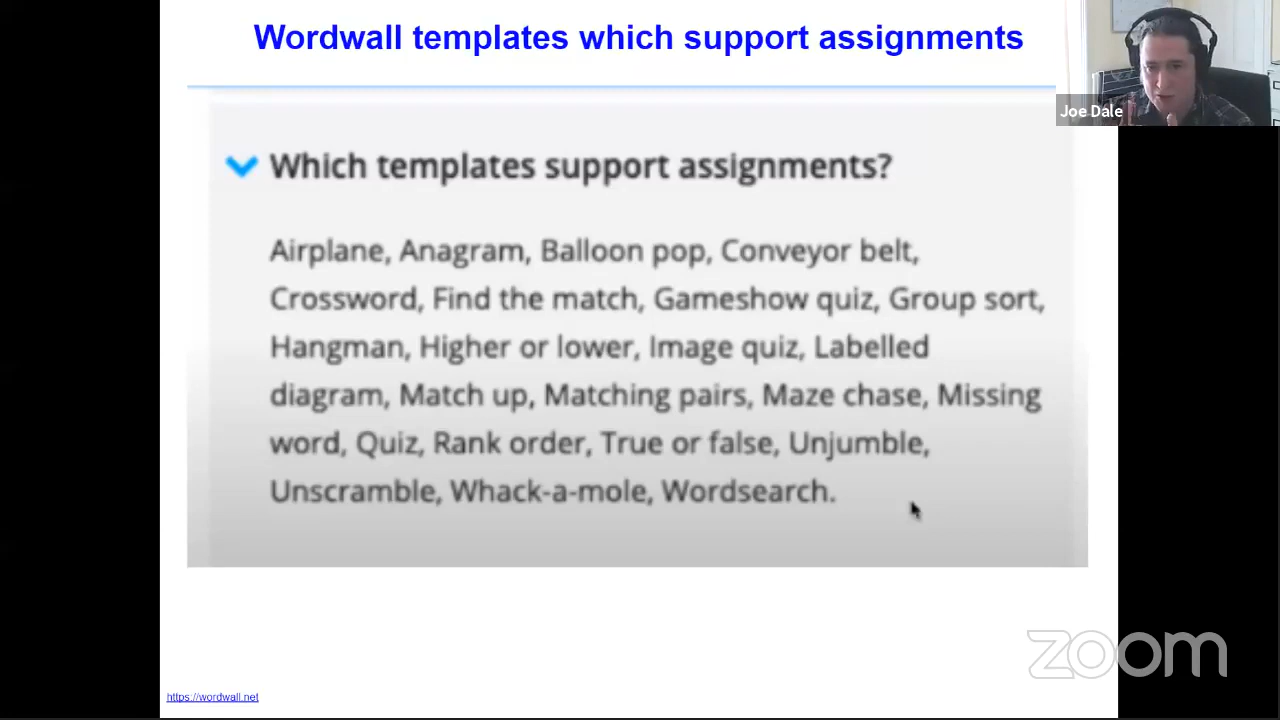 Wordwall templates which support assignments
Joe Dale
Which templates support assignments?
Airplane, Anagram, Balloon pop, Conveyor belt,
Crossword, Find the match, Gameshow quiz, Group sort,
Hangman, Higher or lower, Image quiz, Labelled
diagram, Match up, Matching pairs, Maze chase, Missing
word, Quiz, Rank order, True or false, Unjumble,
Unscramble, Whack-a-mole, Wordsearch.
zoom
https://wordwall.net